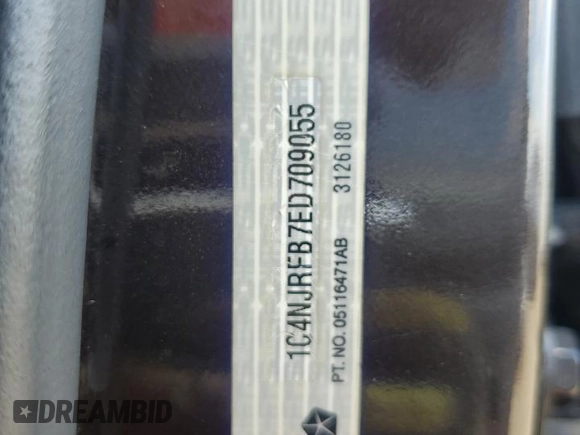 1C4NJRFB7ED709055
PT. NO. 05116471AB 3126180
DREAMBID